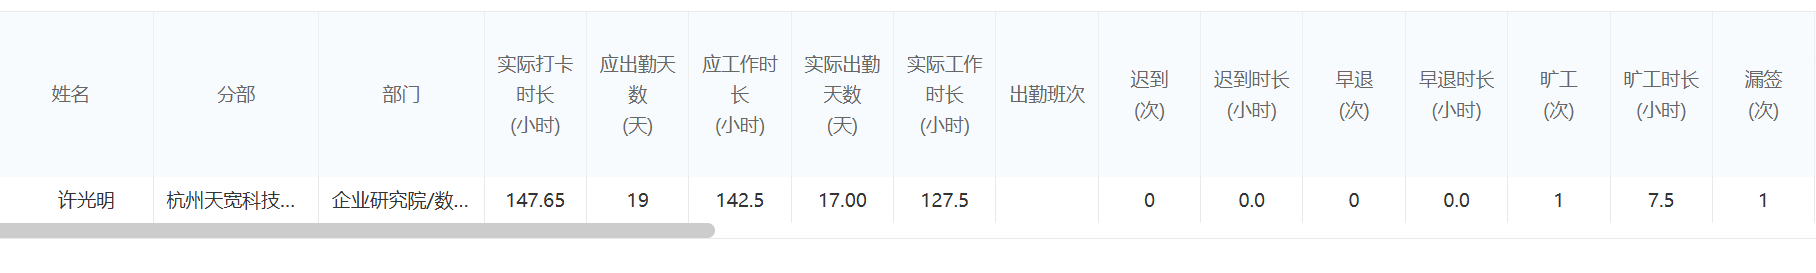 姓名
分部
部门
实际打卡
时长
(小时)
应出勤天
数
(天)
应工作时
长
(小时)
实际出勤
天数
(天)
实际工作
时长
(小时)
出勤班次
迟到
(次)
迟到时长
(小时)
早退
(次)
早退时长
(小时)
旷工
(次)
旷工时长
(小时)
漏签
(次)
许光明
杭州天宽科技...
企业研究院/数...
147.65
19
142.5
17.00
127.5
0
0.0
0
0.0
1
7.5
1